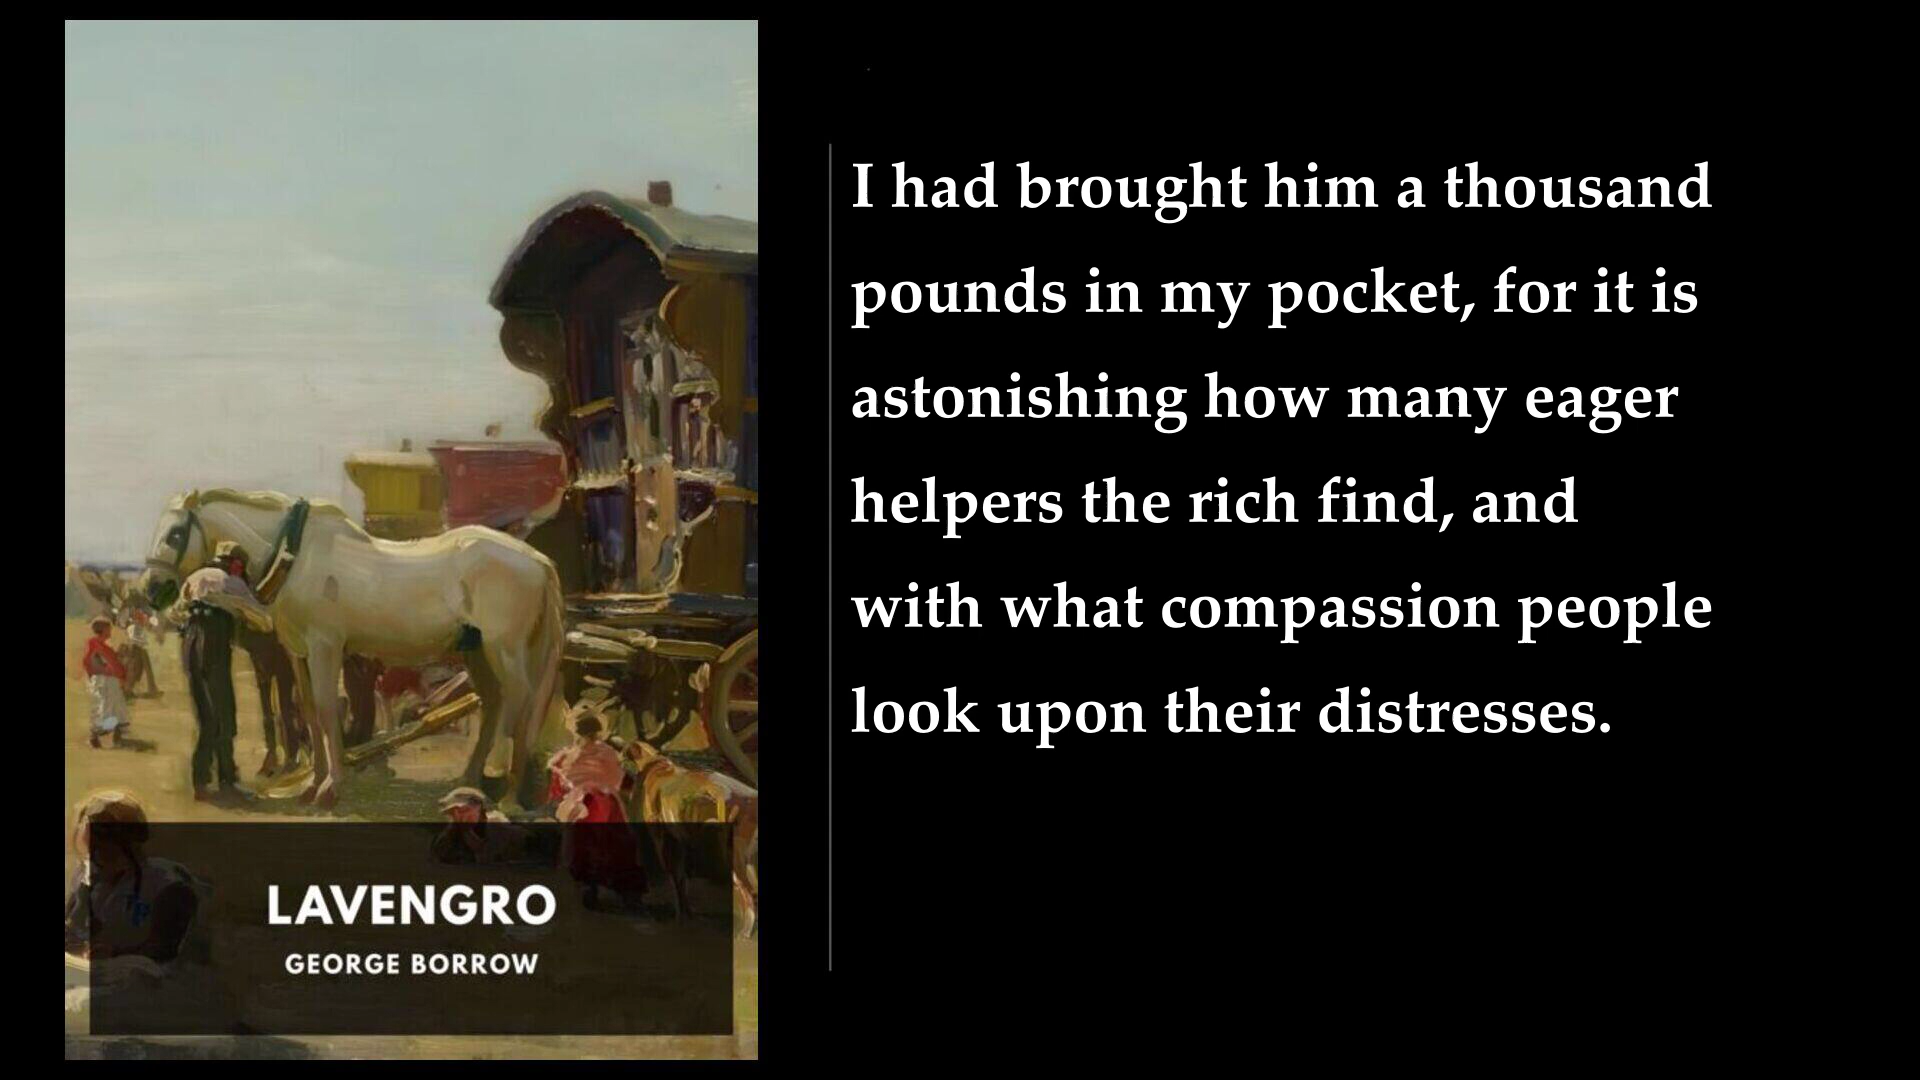 I had brought him a thousand
pounds in my pocket, for it is
astonishing how many eager
helpers the rich find, and
with what compassion people
look upon their distresses.
LAVENGRO
GEORGE BORROW